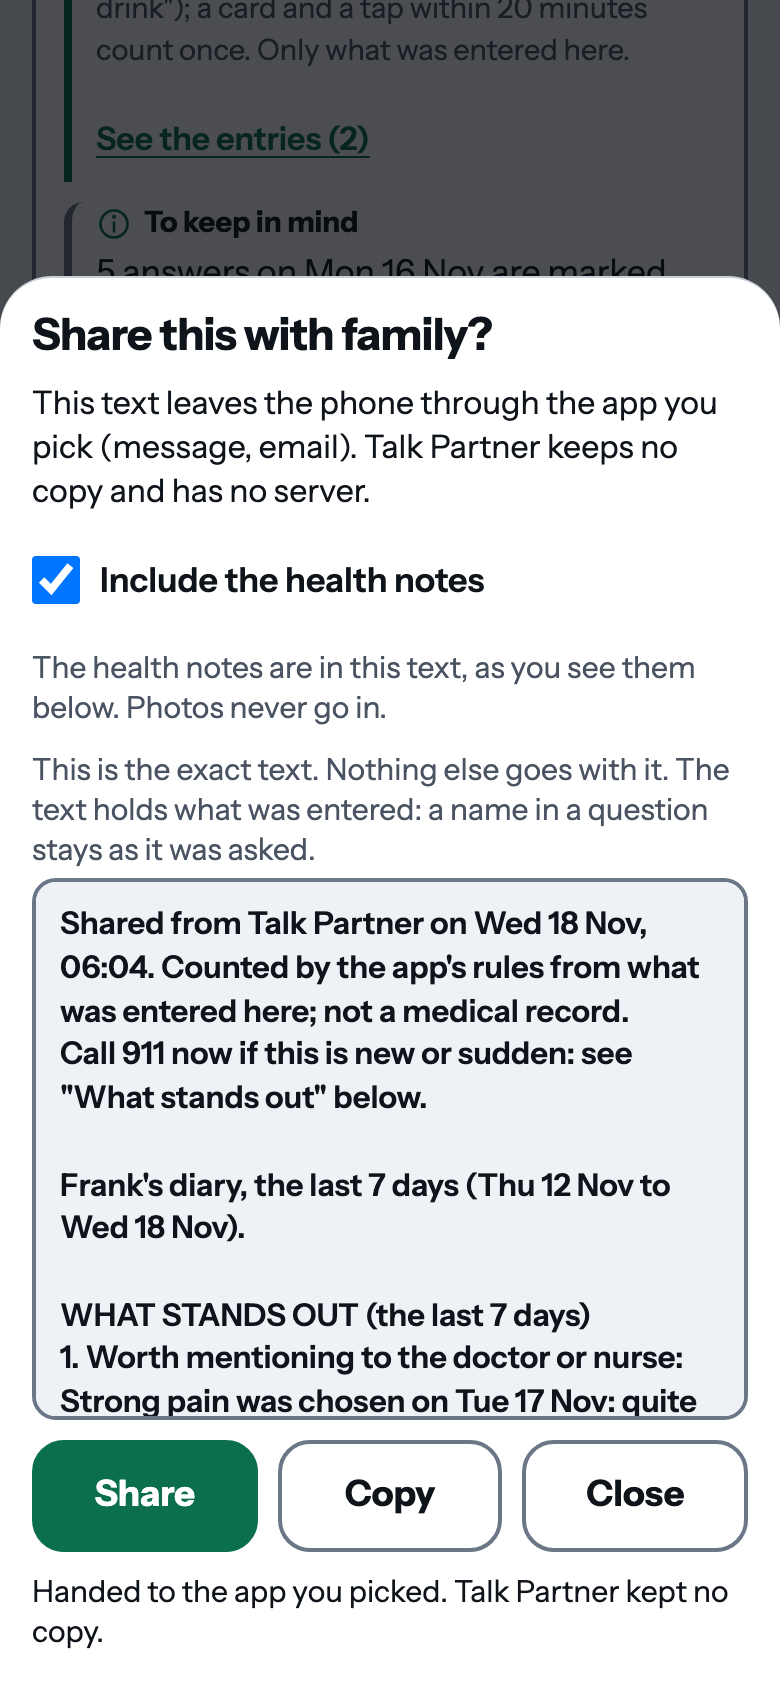 drink"); a card and a tap within 20 minutes
count once. Only what was entered here.
See the entries (2)
To keep in mind
5 answers on Mon 16 Nov are marked
Share this with family?
This text leaves the phone through the app you
pick (message, email). Talk Partner keeps no
copy and has no server.
Include the health notes
The health notes are in this text, as you see them
below. Photos never go in.
This is the exact text. Nothing else goes with it. The
text holds what was entered: a name in a question
stays as it was asked.
Shared from Talk Partner on Wed 18 Nov,
06:04. Counted by the app's rules from what
was entered here; not a medical record.
Call 911 now if this is new or sudden: see
"What stands out" below.
Frank's diary, the last 7 days (Thu 12 Nov to
Wed 18 Nov).
WHAT STANDS OUT (the last 7 days)
1. Worth mentioning to the doctor or nurse:
Strong pain was chosen on Tue 17 Nov: quite
Share
Copy
Close
Handed to the app you picked. Talk Partner kept no
copy.